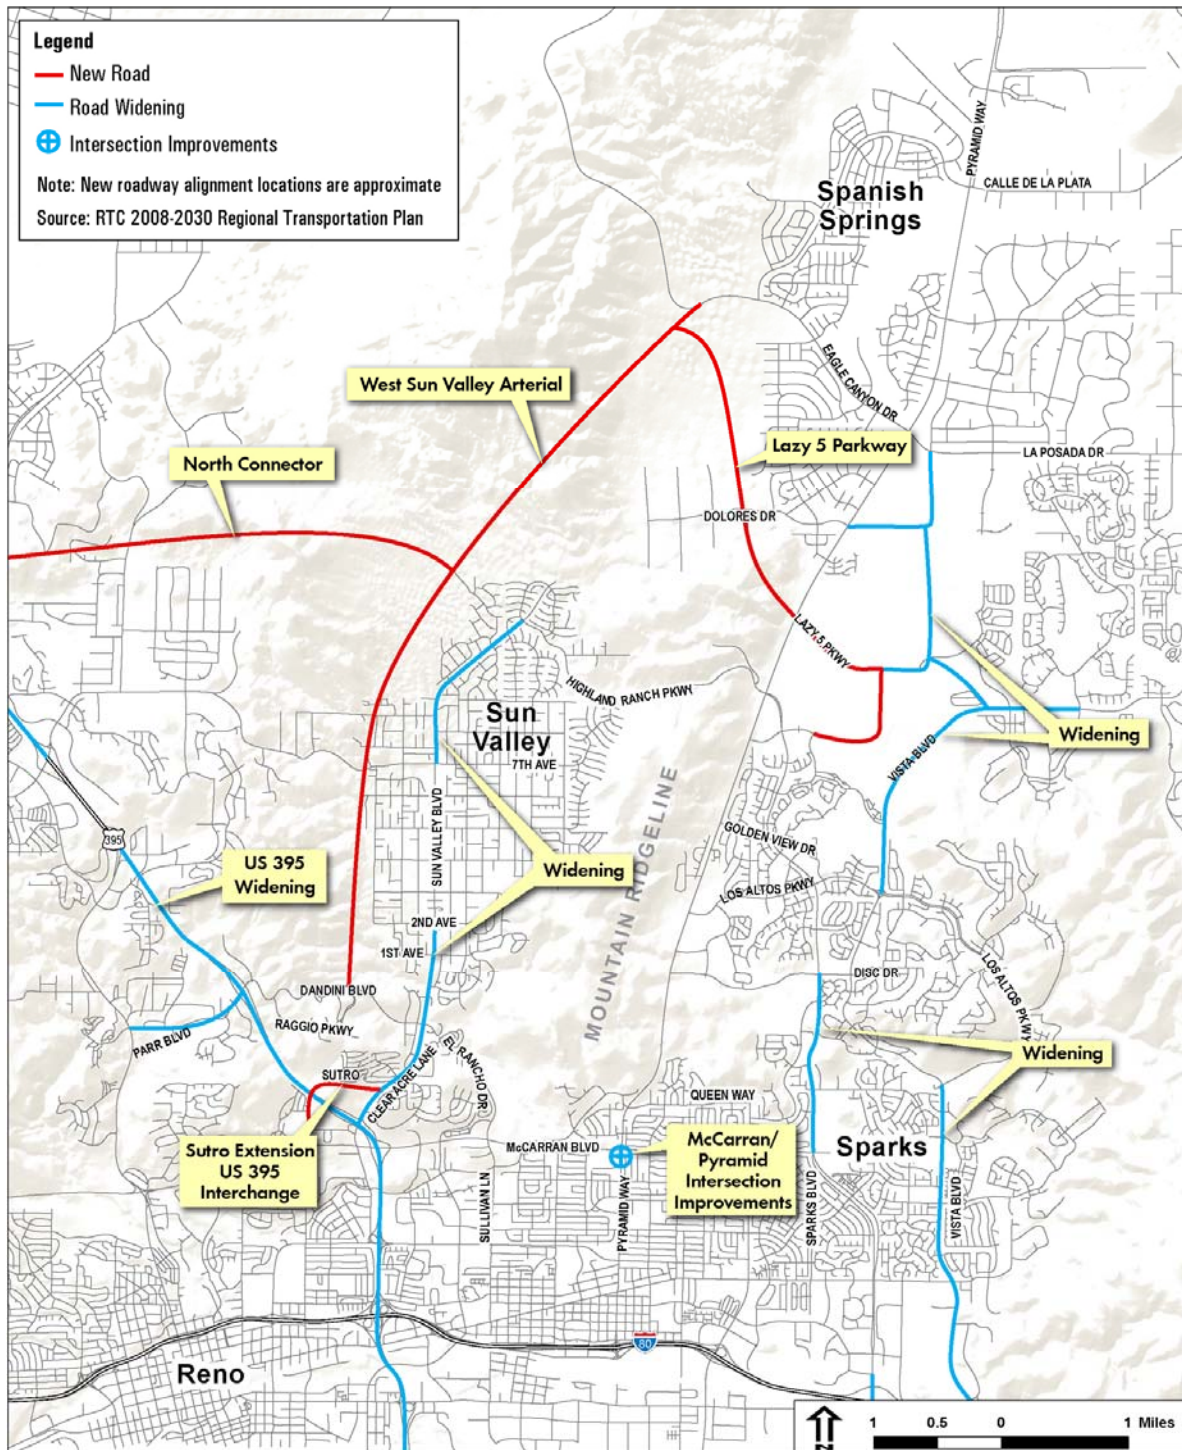 Legend
New Road
Road Widening
Intersection Improvements
Note: New roadway alignment locations are approximate
Source: RTC 2008-2030 Regional Transportation Plan
PYRAMID WAY
CALLE DE LA PLATA
Spanish
Springs
EAGLE CANYON DR
West Sun Valley Arterial
Lazy 5 Parkway
LA POSADA DR
North Connector
DOLORES DR
LAZY 5 PKWY
HIGHLAND RANCH PKWY
Sun
Valley
7TH AVE
Widening
VISTA BLVD
MOUNTAIN RIDGELINE
395
SUN VALLEY BLVD
GOLDEN VIEW DR
US 395
Widening
Widening
LOS ALTOS PKWY
2ND AVE
1ST AVE
DISC DR
LOS ALTOS PKWY
DANDINI BLVD
RAGGIO PKWY
PARR BLVD
EL RANCHO DR
Widening
SUTRO
CLEAR ACRE LANE
QUEEN WAY
Sutro Extension
US 395
Interchange
McCARRAN BLVD
McCarran/
Pyramid
Intersection
Improvements
Sparks
SULLIVAN LN
PYRAMID WAY
SPARKS BLVD
VISTA BLVD
80
Reno
N
1 0.5 0 1 Miles